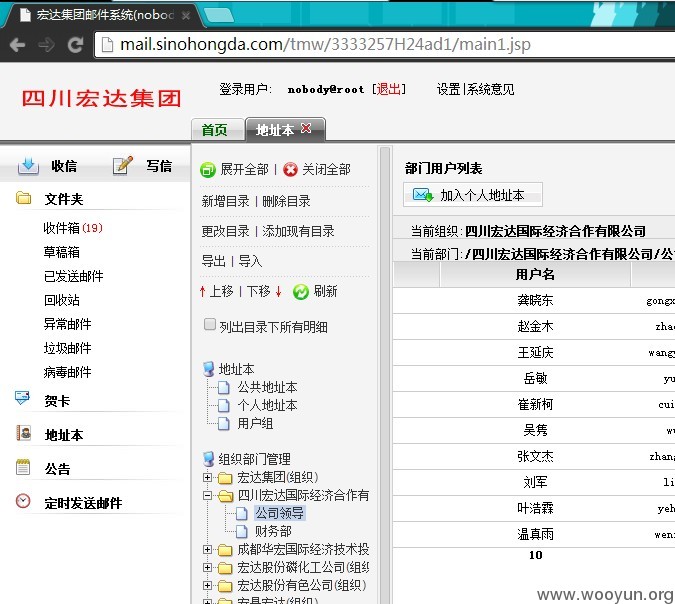 宏达集团邮件系统(noboc
mail.sinohongda.com/tmw/3333257H24ad1/main1.jsp
四川宏达集团
登录用户: nobody@root [退出] 设置|系统意见
首页 地址本
收信 写信
文件夹
收件箱(19)
草稿箱
已发送邮件
回收站
异常邮件
垃圾邮件
病毒邮件
贺卡
地址本
公告
定时发送邮件
展开全部 | 关闭全部
新增目录 | 删除目录
更改目录 | 添加现有目录
导出 | 导入
上移 | 下移 刷新
列出目录下所有明细
地址本
公共地址本
个人地址本
用户组
组织部门管理
宏达集团(组织)
四川宏达国际经济合作有
公司领导
财务部
成都华宏国际经济技术投
宏达股份磷化工公司(组织
宏达股份有色公司(组织)
部门用户列表
加入个人地址本
当前组织:四川宏达国际经济合作有限公司
当前部门:/四川宏达国际经济合作有限公司/公
用户名
龚晓东 gongx
赵金木 zhao
王延庆 wangy
岳敏 yu
崔新柯 cui
吴隽 w
张文杰 zhang
刘军 li
叶浩霖 yeh
温真雨 wen
10
www.wooyun.org